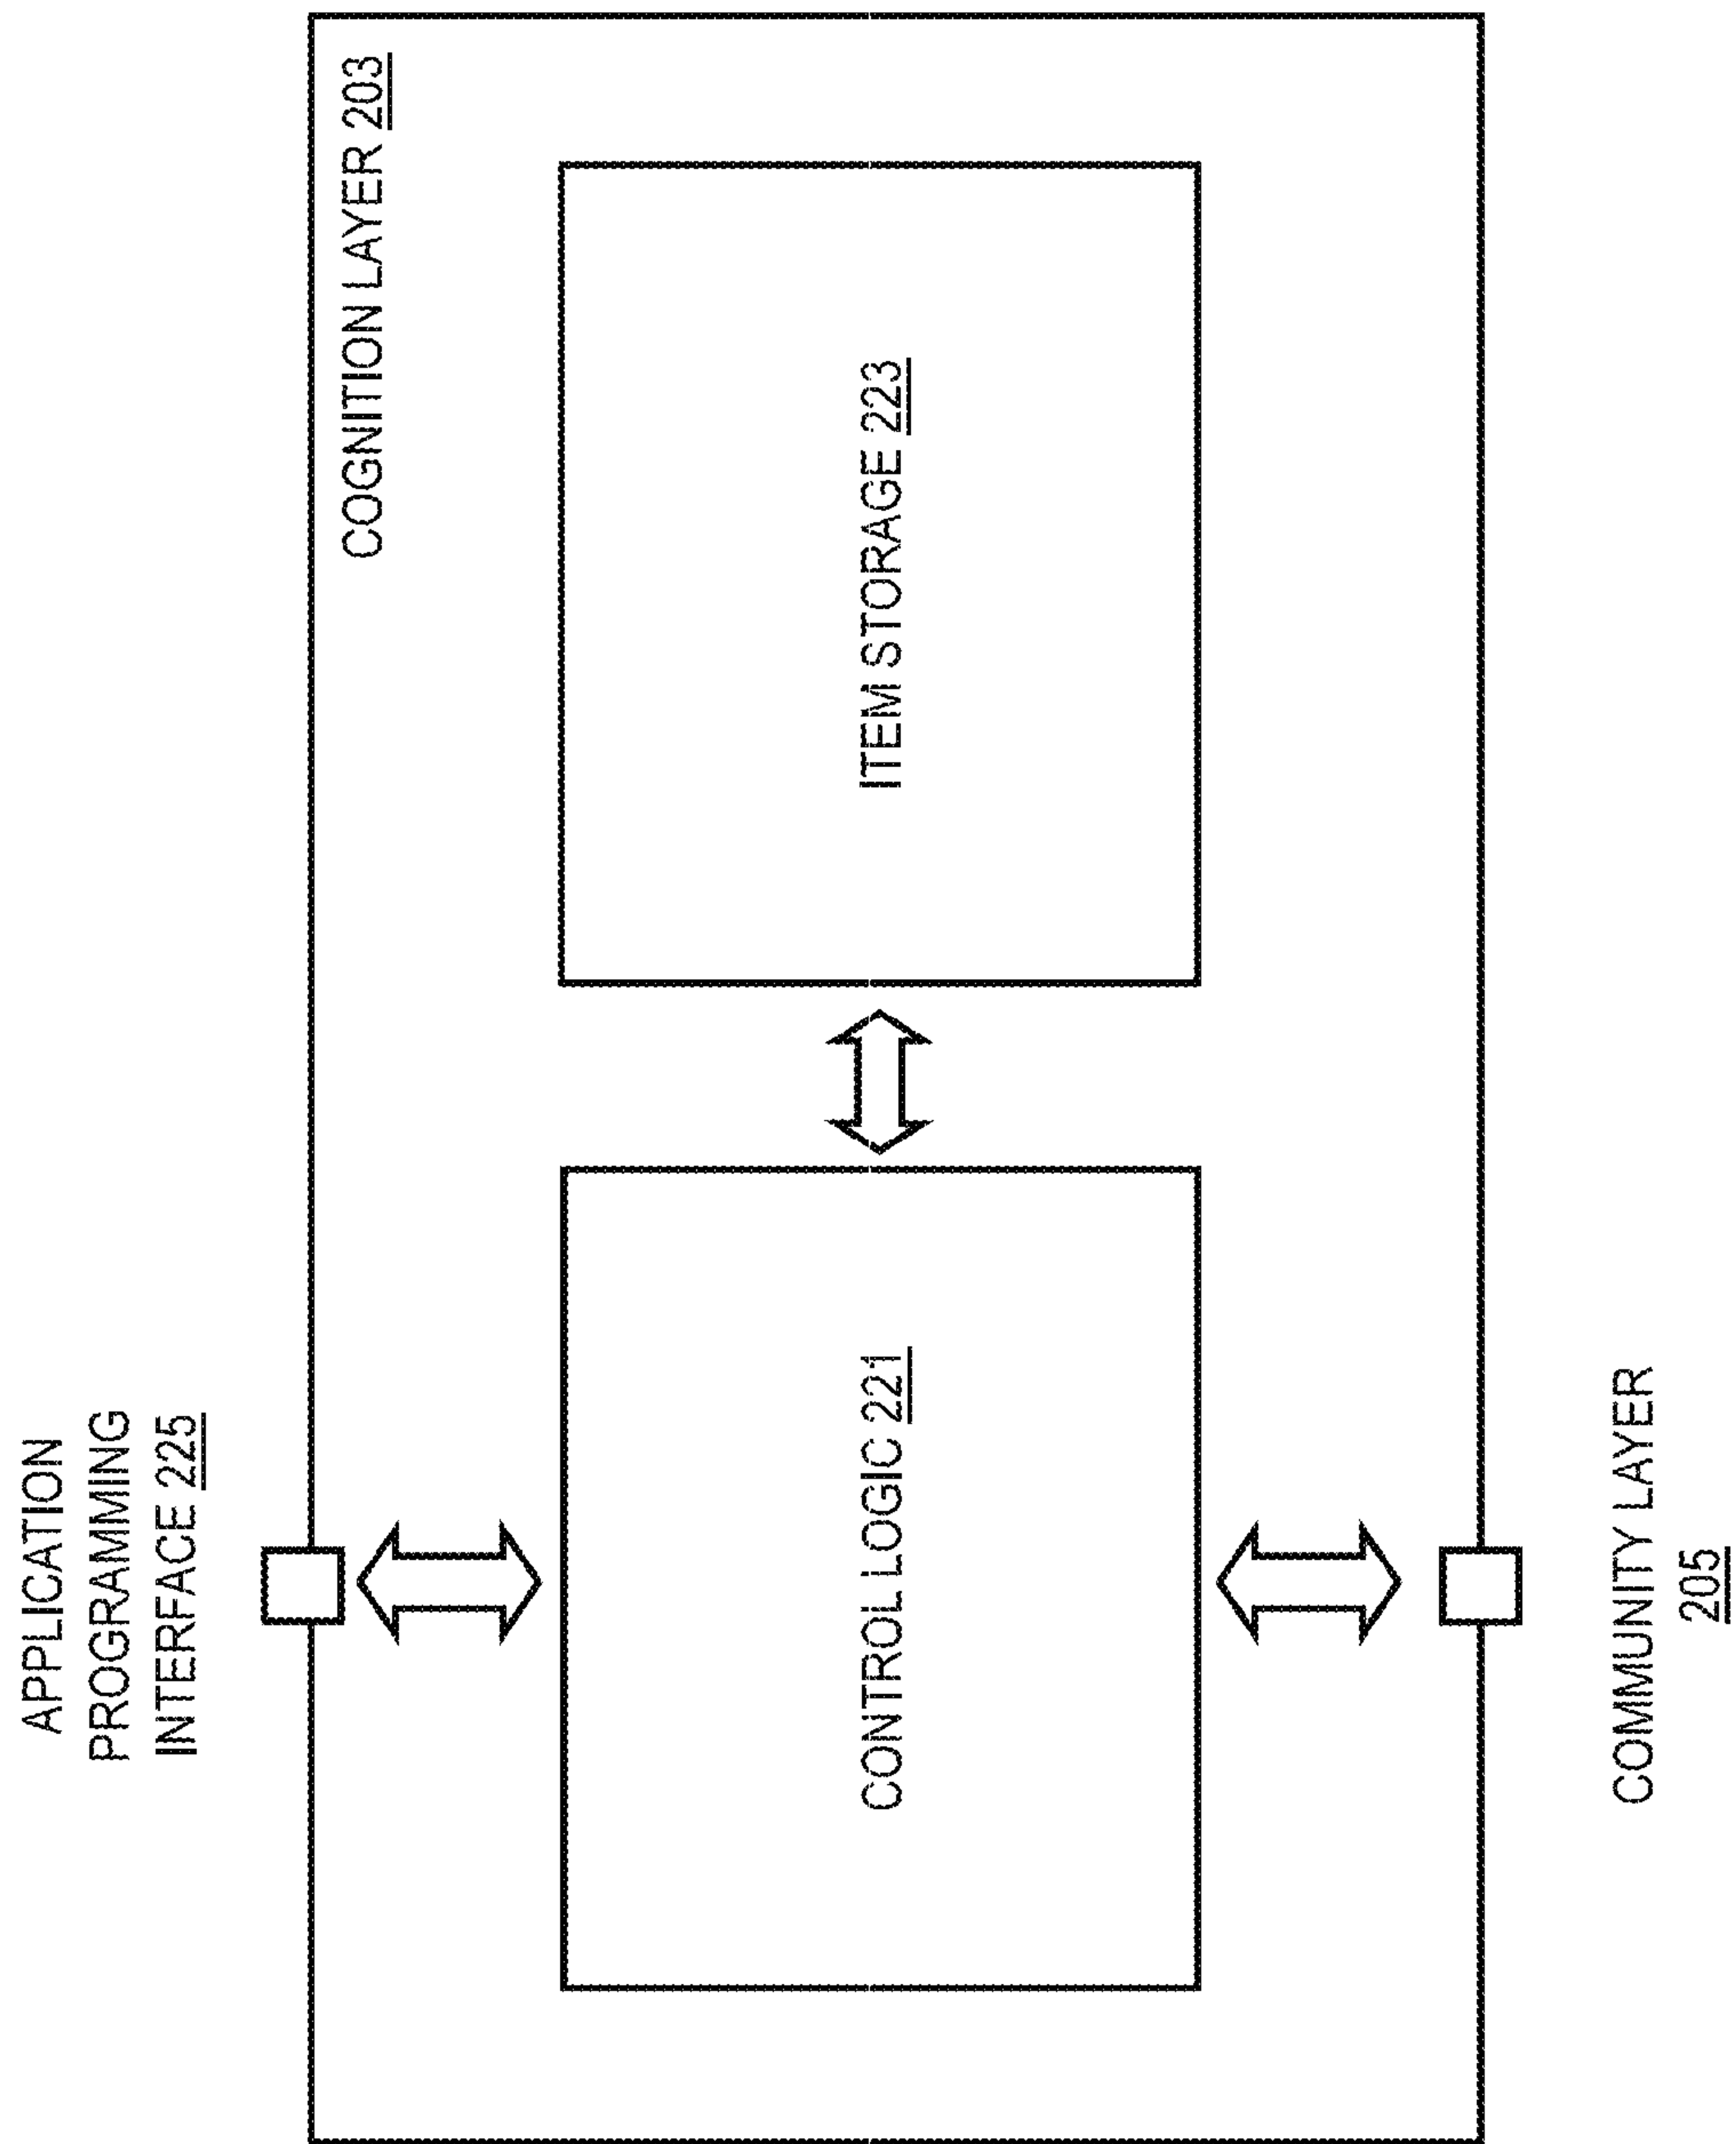 APPLICATION
PROGRAMMING
INTERFACE 225
COGNITION LAYER 203
CONTROL LOGIC 221
ITEM STORAGE 223
COMMUNITY LAYER
205